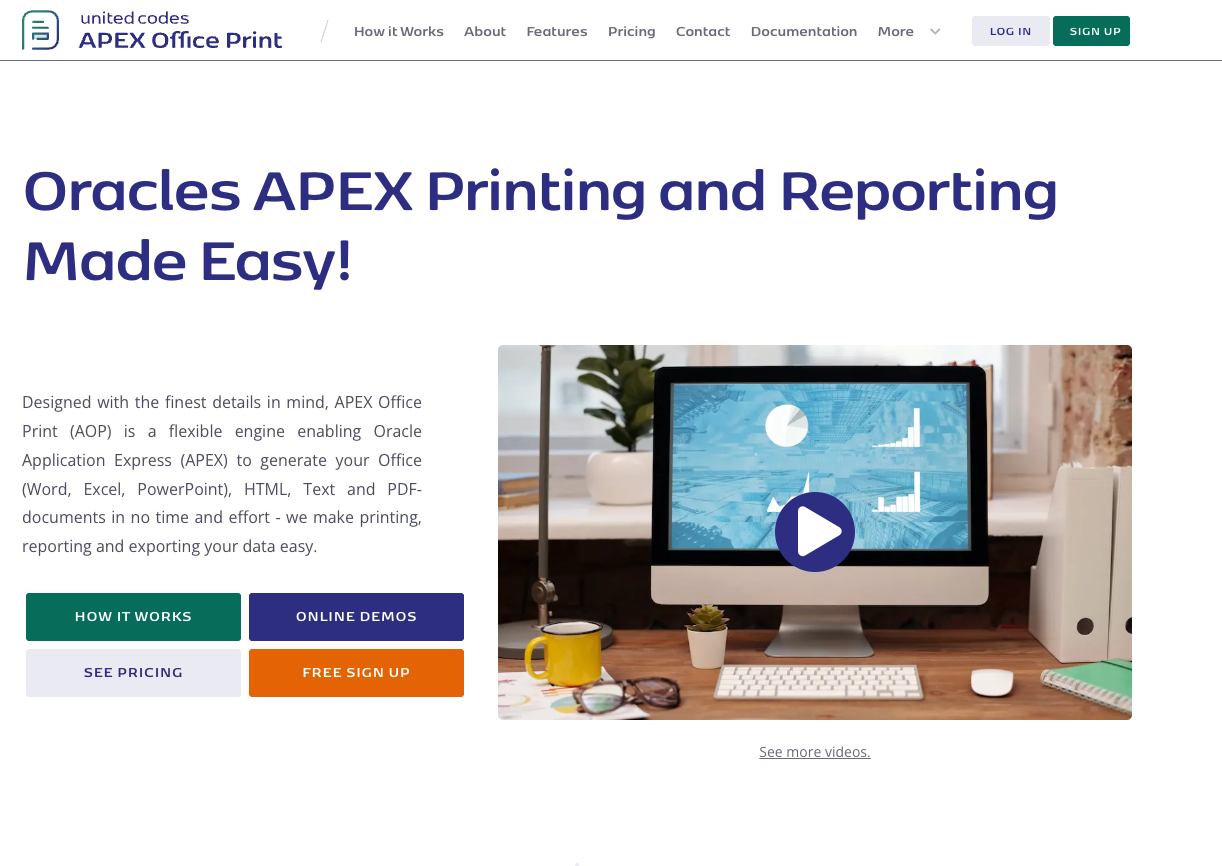 united codes
APEX Office Print
How it Works
About
Features
Pricing
Contact
Documentation
More
LOG IN
SIGN UP
Oracles APEX Printing and Reporting
Made Easy!
Designed with the finest details in mind, APEX Office
Print (AOP) is a flexible engine enabling Oracle
Application Express (APEX) to generate your Office
(Word, Excel, PowerPoint), HTML, Text and PDF-
documents in no time and effort - we make printing,
reporting and exporting your data easy.
HOW IT WORKS
ONLINE DEMOS
SEE PRICING
FREE SIGN UP
See more videos.